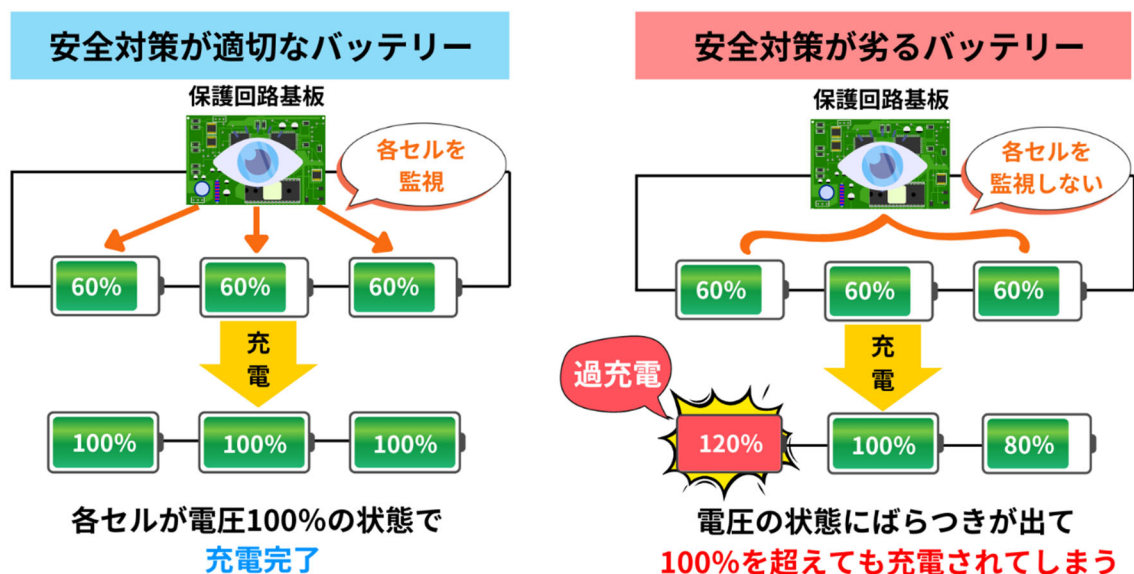 安全対策が適切なバッテリー
保護回路基板
各セルを
監視
60%
60%
60%
充
電
100%
100%
100%
各セルが電圧100%の状態で
充電完了
安全対策が劣るバッテリー
保護回路基板
各セルを
監視しない
60%
60%
60%
充
電
過充電
120%
100%
80%
電圧の状態にばらつきが出て
100%を超えても充電されてしまう